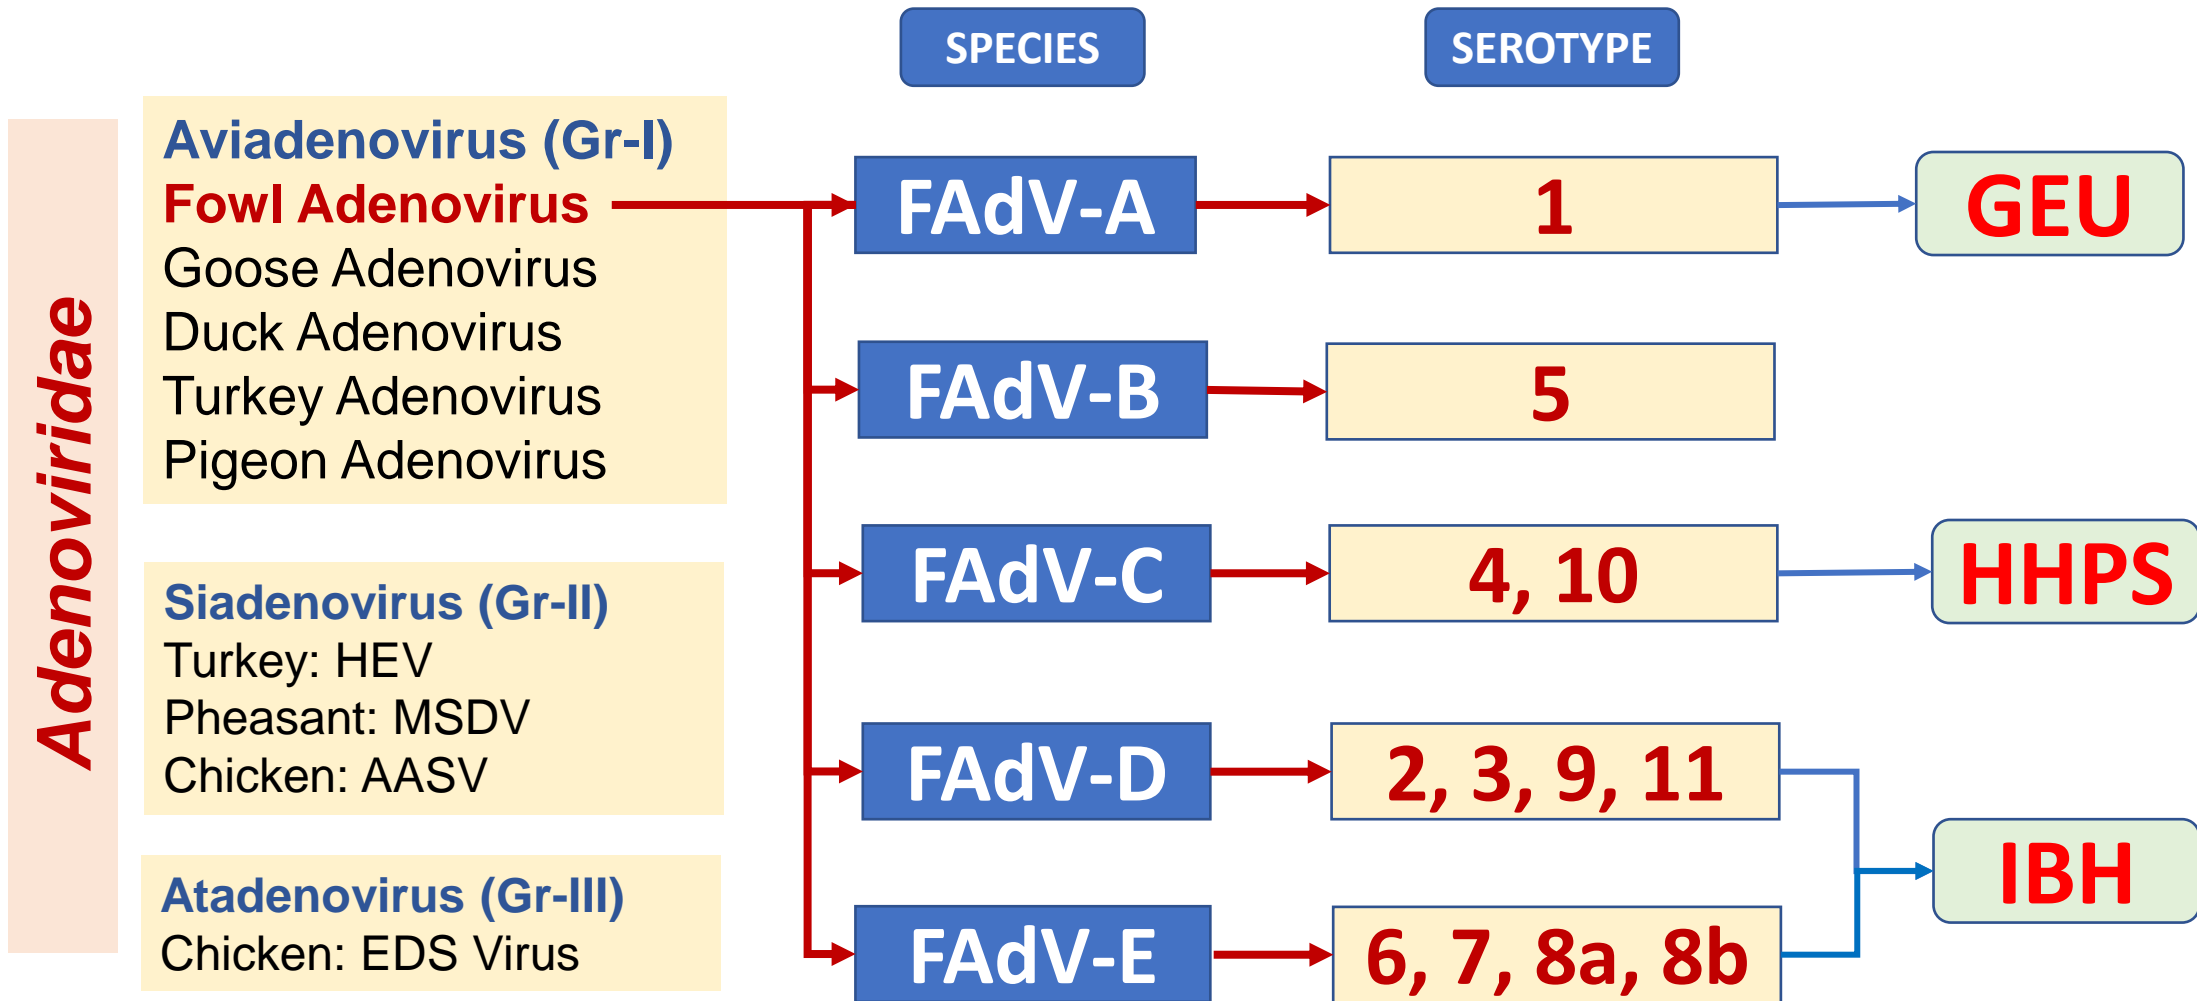 SPECIES
SEROTYPE
Adenoviridae
Aviadenovirus (Gr-I)
Fowl Adenovirus
Goose Adenovirus
Duck Adenovirus
Turkey Adenovirus
Pigeon Adenovirus
Siadenovirus (Gr-II)
Turkey: HEV
Pheasant: MSDV
Chicken: AASV
Atadenovirus (Gr-III)
Chicken: EDS Virus
FAdV-A
1
GEU
FAdV-B
5
FAdV-C
4, 10
HHPS
FAdV-D
2, 3, 9, 11
FAdV-E
6, 7, 8a, 8b
IBH